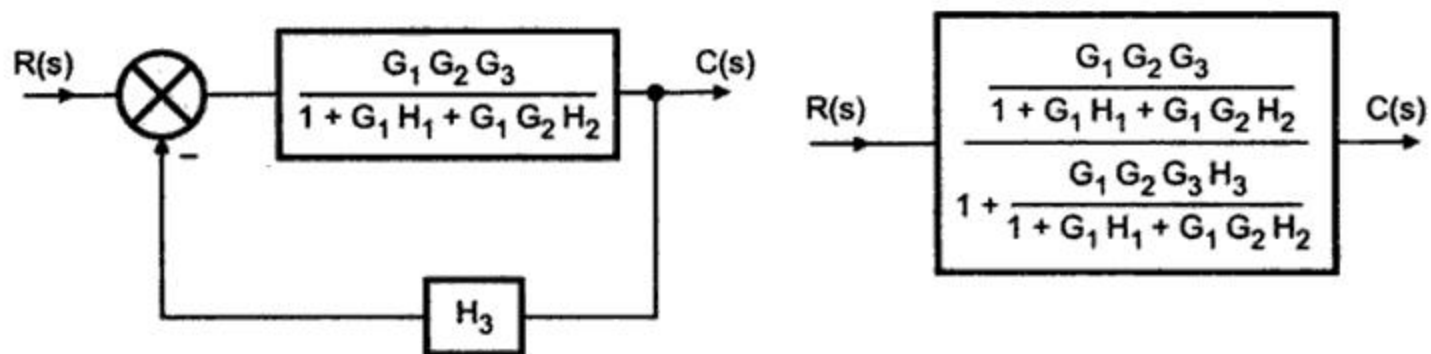 R(s)
G₁ G₂ G₃
1 + G₁ H₁ + G₁ G₂ H₂
C(s)
–
H₃
R(s)
G₁ G₂ G₃
1 + G₁ H₁ + G₁ G₂ H₂
1 +
G₁ G₂ G₃ H₃
1 + G₁ H₁ + G₁ G₂ H₂
C(s)